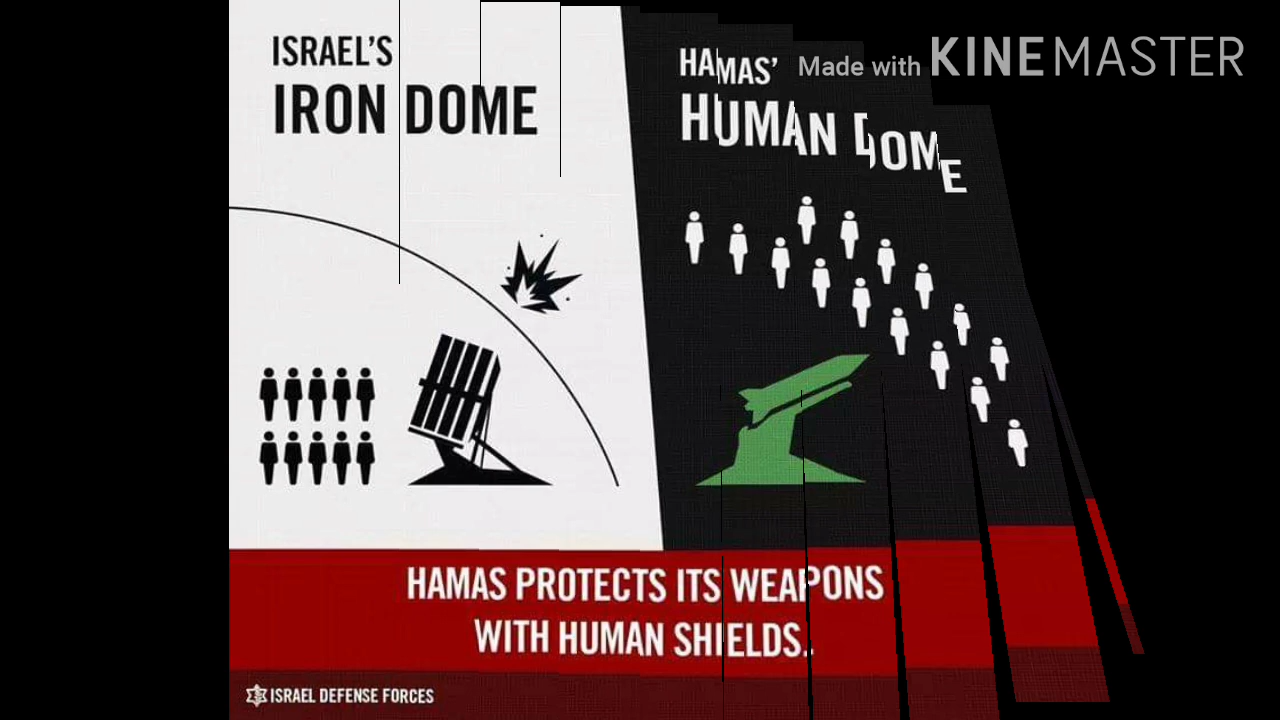 ISRAEL'S
IRON DOME
HAMAS'
HUMAN DOME
Made with KINEMASTER
HAMAS PROTECTS ITS WEAPONS
WITH HUMAN SHIELDS.
ISRAEL DEFENSE FORCES